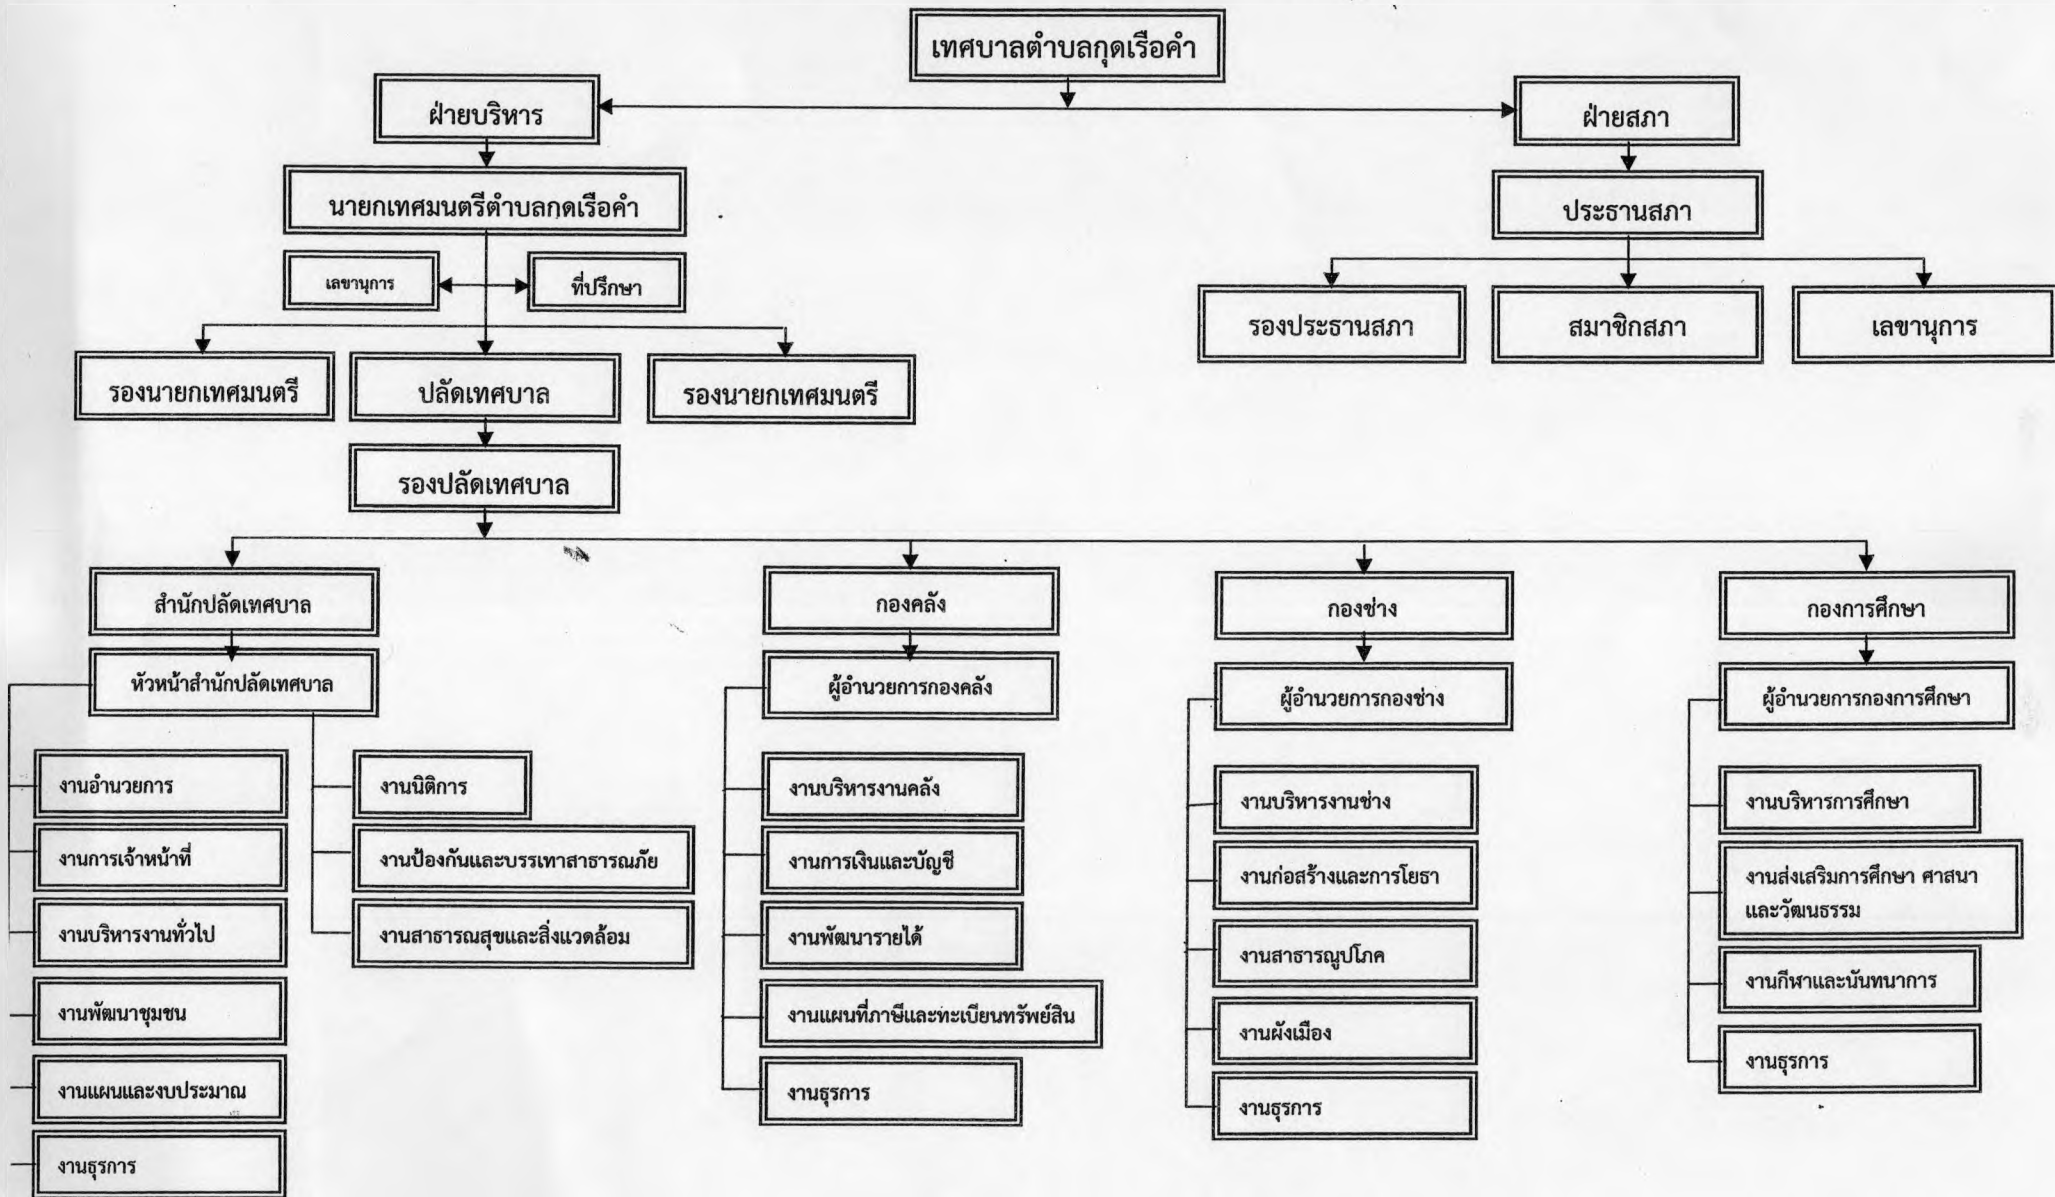 เทศบาลตำบลกุดเรือคำ
ฝ่ายบริหาร
ฝ่ายสภา
นายกเทศมนตรีตำบลกดเรือคำ
ประธานสภา
เลขานุการ
ที่ปรึกษา
รองประธานสภา
สมาชิกสภา
เลขานุการ
รองนายกเทศมนตรี
ปลัดเทศบาล
รองนายกเทศมนตรี
รองปลัดเทศบาล
สำนักปลัดเทศบาล
หัวหน้าสำนักปลัดเทศบาล
งานอำนวยการ
งานการเจ้าหน้าที่
งานบริหารงานทั่วไป
งานพัฒนาชุมชน
งานแผนและงบประมาณ
งานธุรการ
งานนิติการ
งานป้องกันและบรรเทาสาธารณภัย
งานสาธารณสุขและสิ่งแวดล้อม
กองคลัง
ผู้อำนวยการกองคลัง
งานบริหารงานคลัง
งานการเงินและบัญชี
งานพัฒนารายได้
งานแผนที่ภาษีและทะเบียนทรัพย์สิน
งานธุรการ
กองช่าง
ผู้อำนวยการกองช่าง
งานบริหารงานช่าง
งานก่อสร้างและการโยธา
งานสาธารณูปโภค
งานผังเมือง
งานธุรการ
กองการศึกษา
ผู้อำนวยการกองการศึกษา
งานบริหารการศึกษา
งานส่งเสริมการศึกษา ศาสนา
และวัฒนธรรม
งานกีฬาและนันทนาการ
งานธุรการ